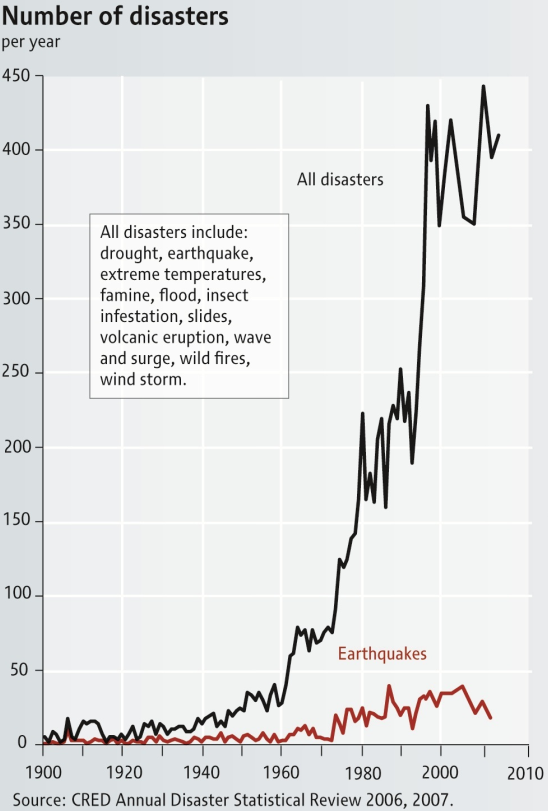 Number of disasters
per year
450
400
350
300
250
200
150
100
50
0
All disasters
All disasters include:
drought, earthquake,
extreme temperatures,
famine, flood, insect
infestation, slides,
volcanic eruption, wave
and surge, wild fires,
wind storm.
Earthquakes
1900 1920 1940 1960 1980 2000 2010
Source: CRED Annual Disaster Statistical Review 2006, 2007.